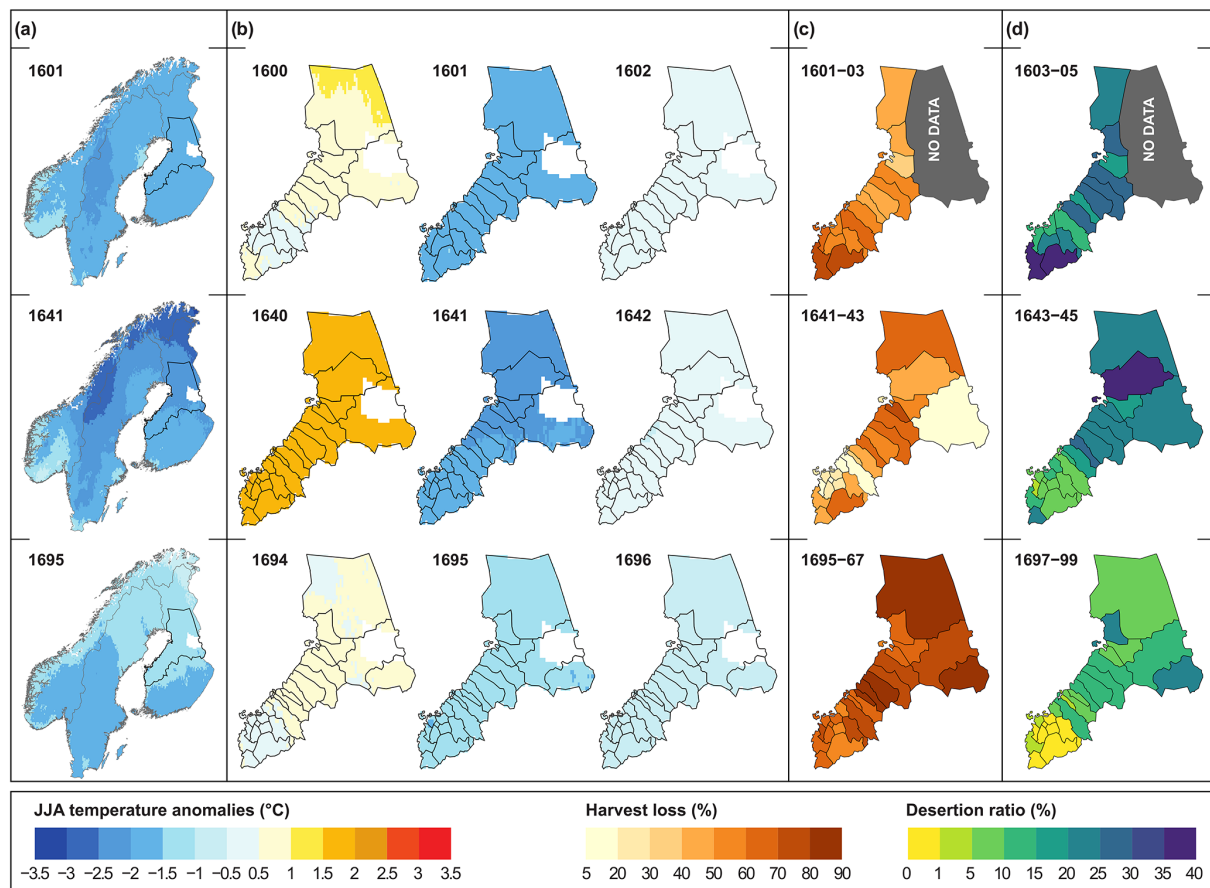 (a) (b) (c) (d)
1601 1600 1601 1602 1601–03 1603–05
NO DATA NO DATA
1641 1640 1641 1642 1641–43 1643–45
1695 1694 1695 1696 1695–67 1697–99
JJA temperature anomalies (°C) Harvest loss (%) Desertion ratio (%)
−3.5 −3 −2.5 −2 −1.5 −1 −0.5 0.5 1 1.5 2 2.5 3 3.5 5 20 30 40 50 60 70 80 90 0 1 5 10 15 20 25 30 35 40